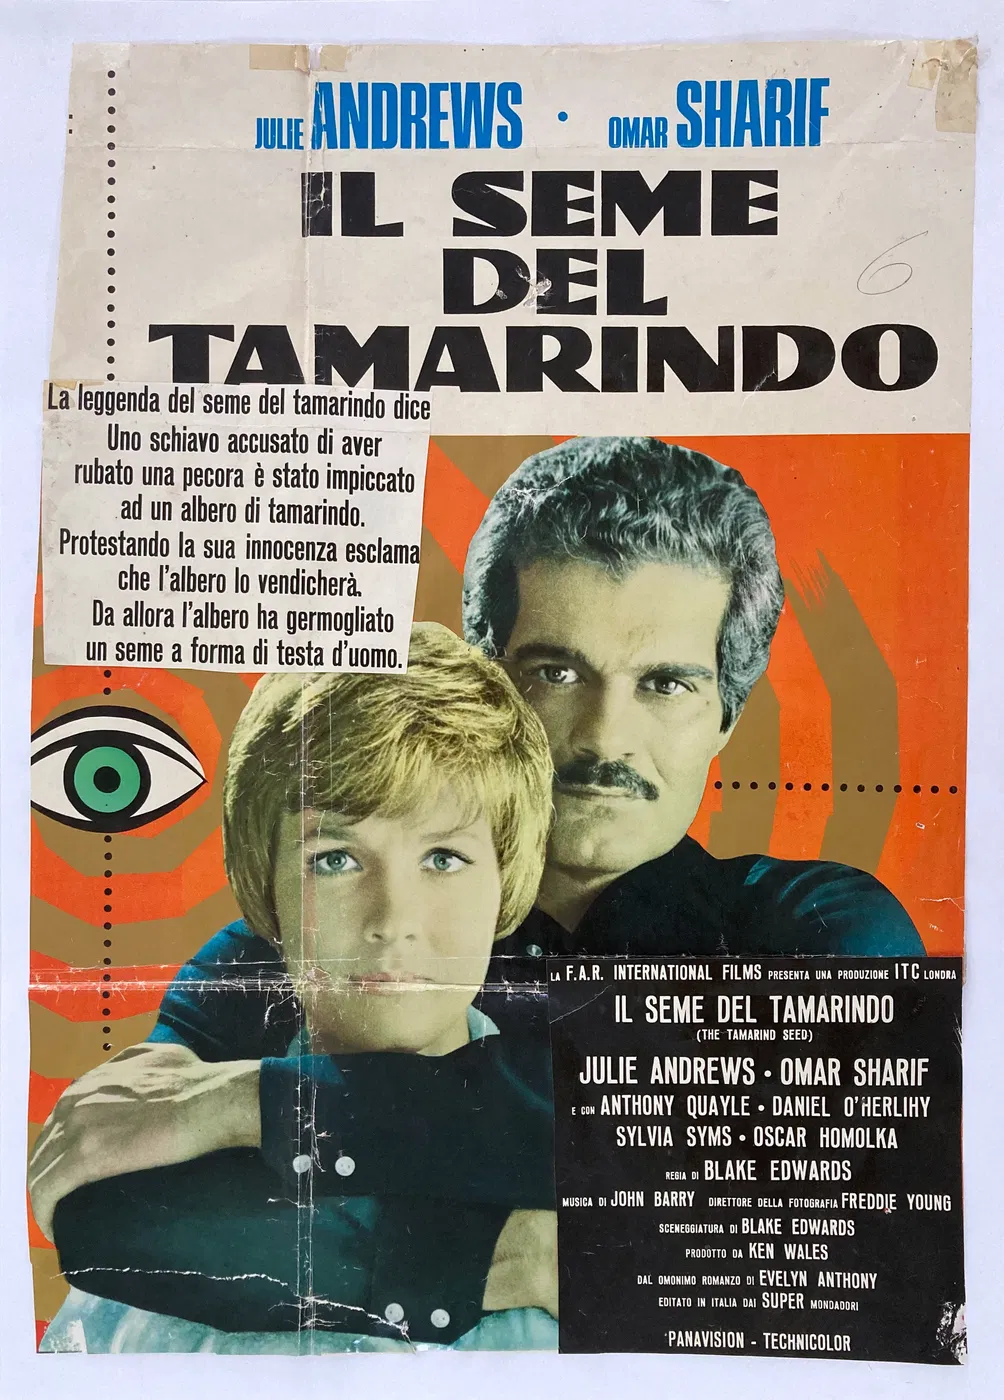 JULIE ANDREWS · OMAR SHARIF
IL SEME
DEL
TAMARINDO
6
La leggenda del seme del tamarindo dice
Uno schiavo accusato di aver
rubato una pecora è stato impiccato
ad un albero di tamarindo.
Protestando la sua innocenza esclama
che l'albero lo vendicherà.
Da allora l'albero ha germogliato
un seme a forma di testa d'uomo.
LA F.A.R. INTERNATIONAL FILMS PRESENTA UNA PRODUZIONE ITC LONDRA
IL SEME DEL TAMARINDO
(THE TAMARIND SEED)
JULIE ANDREWS • OMAR SHARIF
E CON ANTHONY QUAYLE • DANIEL O'HERLIHY
SYLVIA SYMS • OSCAR HOMOLKA
REGIA DI BLAKE EDWARDS
MUSICA DI JOHN BARRY DIRETTORE DELLA FOTOGRAFIA FREDDIE YOUNG
SCENEGGIATURA DI BLAKE EDWARDS
PRODOTTO DA KEN WALES
DAL OMONIMO ROMANZO DI EVELYN ANTHONY
EDITATO IN ITALIA DAI SUPER MONDADORI
PANAVISION - TECHNICOLOR